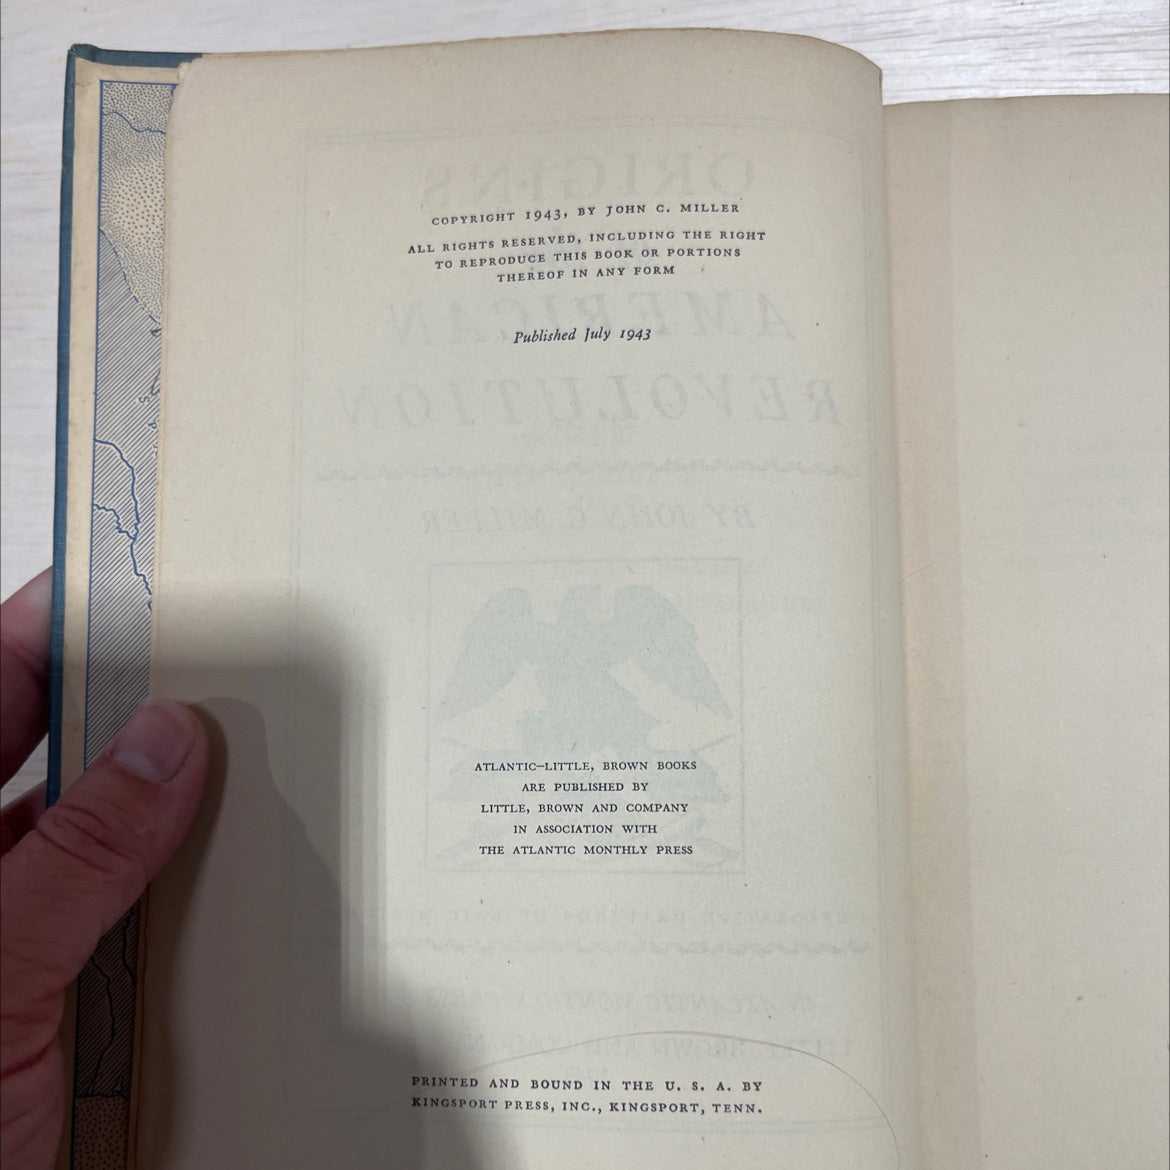 COPYRIGHT 1943, BY JOHN C. MILLER
ALL RIGHTS RESERVED, INCLUDING THE RIGHT
TO REPRODUCE THIS BOOK OR PORTIONS
THEREOF IN ANY FORM
Published July 1943
ATLANTIC–LITTLE, BROWN BOOKS
ARE PUBLISHED BY
LITTLE, BROWN AND COMPANY
IN ASSOCIATION WITH
THE ATLANTIC MONTHLY PRESS
PRINTED AND BOUND IN THE U. S. A. BY
KINGSPORT PRESS, INC., KINGSPORT, TENN.